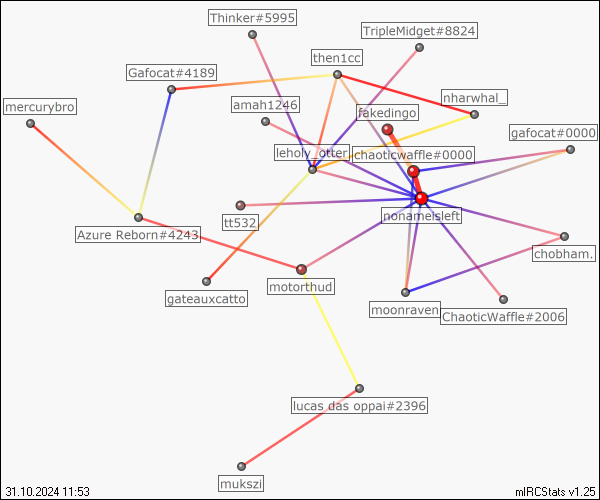 Thinker#5995
TripleMidget#8824
then1cc
Gafocat#4189
nharwhal_
mercurybro
amah1246
fakedingo
gafocat#0000
leholy_otter
chaoticwaffle#0000
nonameisleft
tt532
Azure Reborn#4243
chobham.
motorthud
gateauxcatto
moonraven
ChaoticWaffle#2006
lucas das oppai#2396
mukszi
31.10.2024 11:53
mIRCStats v1.25